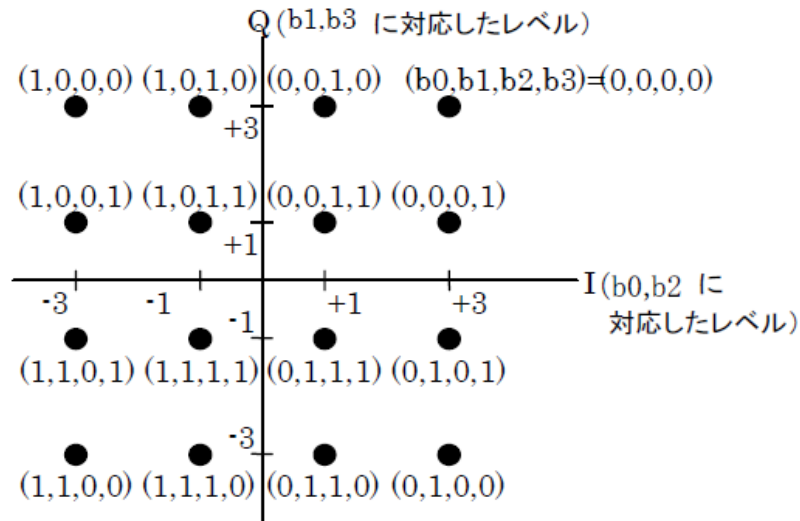 Q(b1,b3 に対応したレベル)
(1,0,0,0) (1,0,1,0) (0,0,1,0) (b0,b1,b2,b3)=(0,0,0,0)
+3
(1,0,0,1) (1,0,1,1) (0,0,1,1) (0,0,0,1)
+1
I(b0,b2 に
-3 -1 +1 +3
対応したレベル)
-1
(1,1,0,1) (1,1,1,1) (0,1,1,1) (0,1,0,1)
-3
(1,1,0,0) (1,1,1,0) (0,1,1,0) (0,1,0,0)